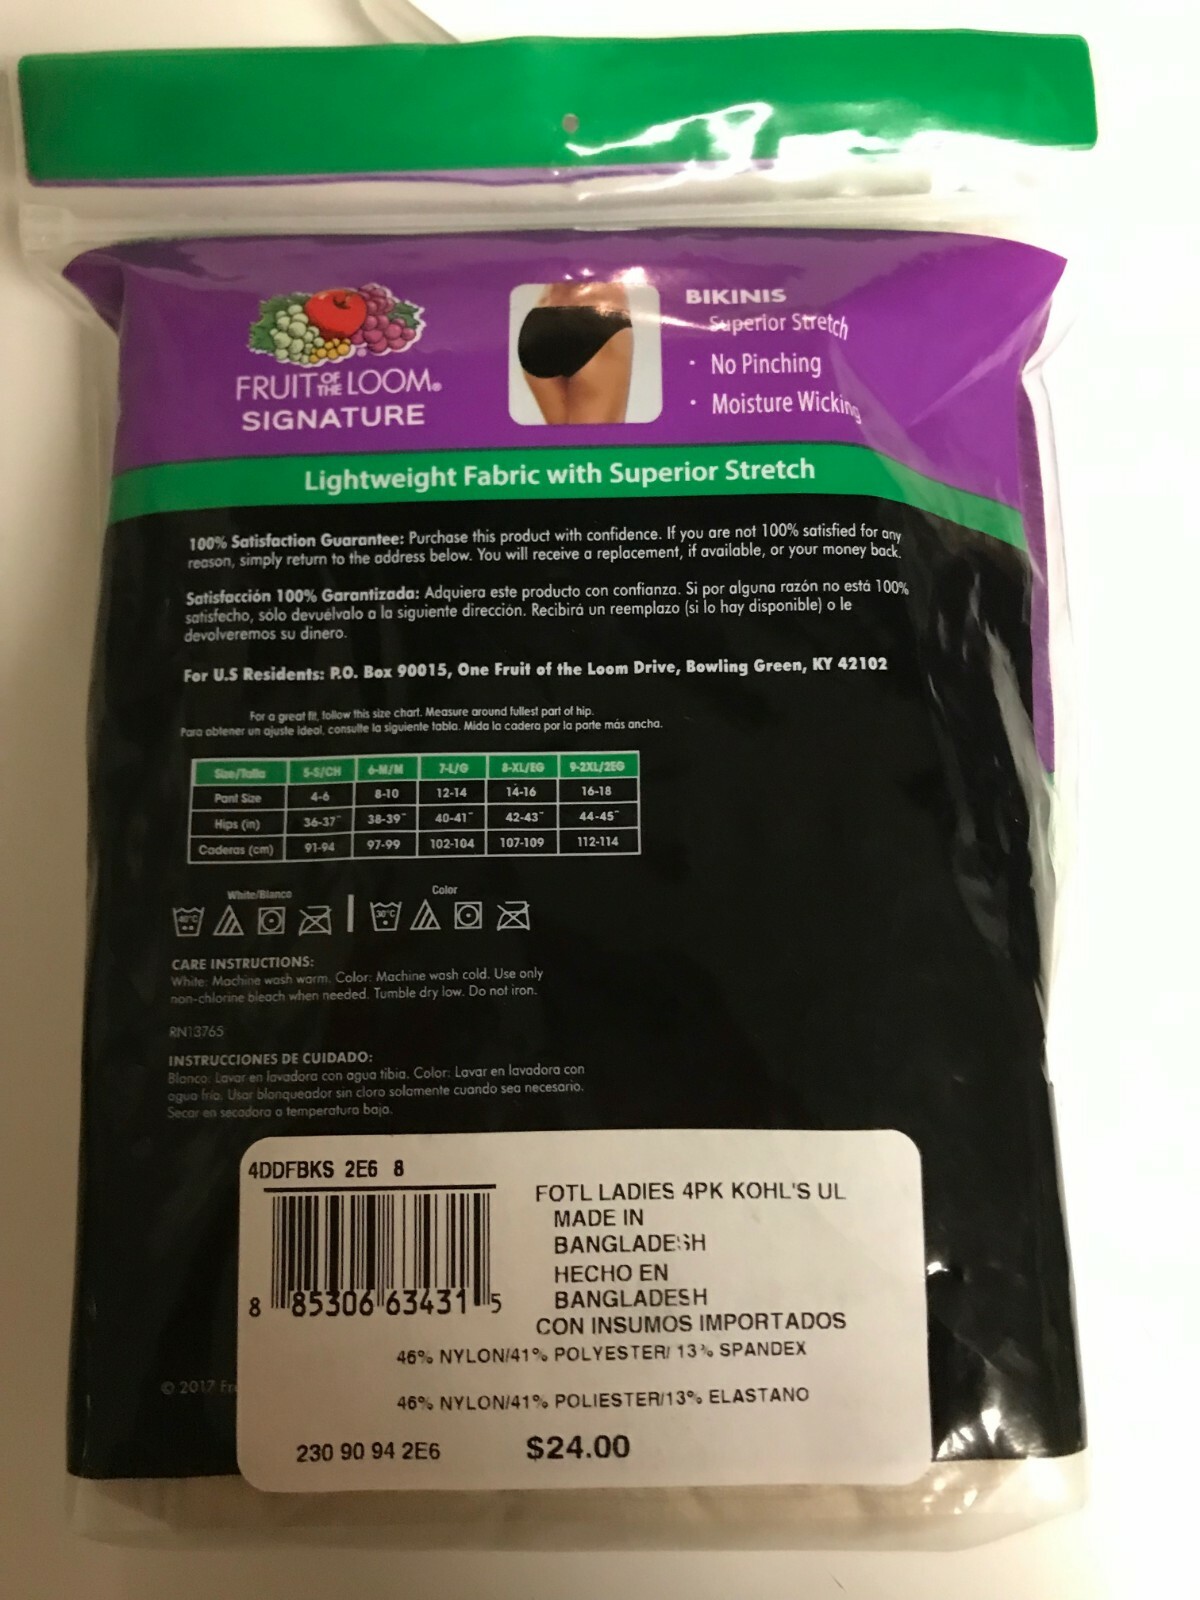 FRUIT OF THE LOOM®
SIGNATURE
BIKINIS
Superior Stretch
· No Pinching
· Moisture Wicking
Lightweight Fabric with Superior Stretch
100% Satisfaction Guarantee: Purchase this product with confidence. If you are not 100% satisfied for any
reason, simply return to the address below. You will receive a replacement, if available, or your money back.
Satisfacción 100% Garantizada: Adquiera este producto con confianza. Si por alguna razón no está 100%
satisfecho, sólo devuélvalo a la siguiente dirección. Recibirá un reemplazo (si lo hay disponible) o le
devolveremos su dinero.
For U.S Residents: P.O. Box 90015, One Fruit of the Loom Drive, Bowling Green, KY 42102
For a great fit, follow this size chart. Measure around fullest part of hip.
Para obtener un ajuste ideal, consulte la siguiente tabla. Mida la cadera por la parte más ancha.
Size/Talla 5-S/CH 6-M/M 7-L/G 8-XL/EG 9-2XL/2EG
Pant Size 4-6 8-10 12-14 14-16 16-18
Hips (in) 36-37" 38-39" 40-41" 42-43" 44-45"
Caderas (cm) 91-94 97-99 102-104 107-109 112-114
White/Blanco Color
40°C 30°C
CARE INSTRUCTIONS:
White: Machine wash warm. Color: Machine wash cold. Use only
non-chlorine bleach when needed. Tumble dry low. Do not iron.
RN13765
INSTRUCCIONES DE CUIDADO:
Blanco: Lavar en lavadora con agua tibia. Color: Lavar en lavadora con
agua fría. Usar blanqueador sin cloro solamente cuando sea necesario.
Secar en secadora a temperatura baja.
4DDFBKS 2E6 8
8 85306 63431 5
FOTL LADIES 4PK KOHL'S UL
MADE IN
BANGLADESH
HECHO EN
BANGLADESH
CON INSUMOS IMPORTADOS
46% NYLON/41% POLYESTER/ 13% SPANDEX
© 2017 Fr
46% NYLON/41% POLIESTER/13% ELASTANO
230 90 94 2E6
$24.00